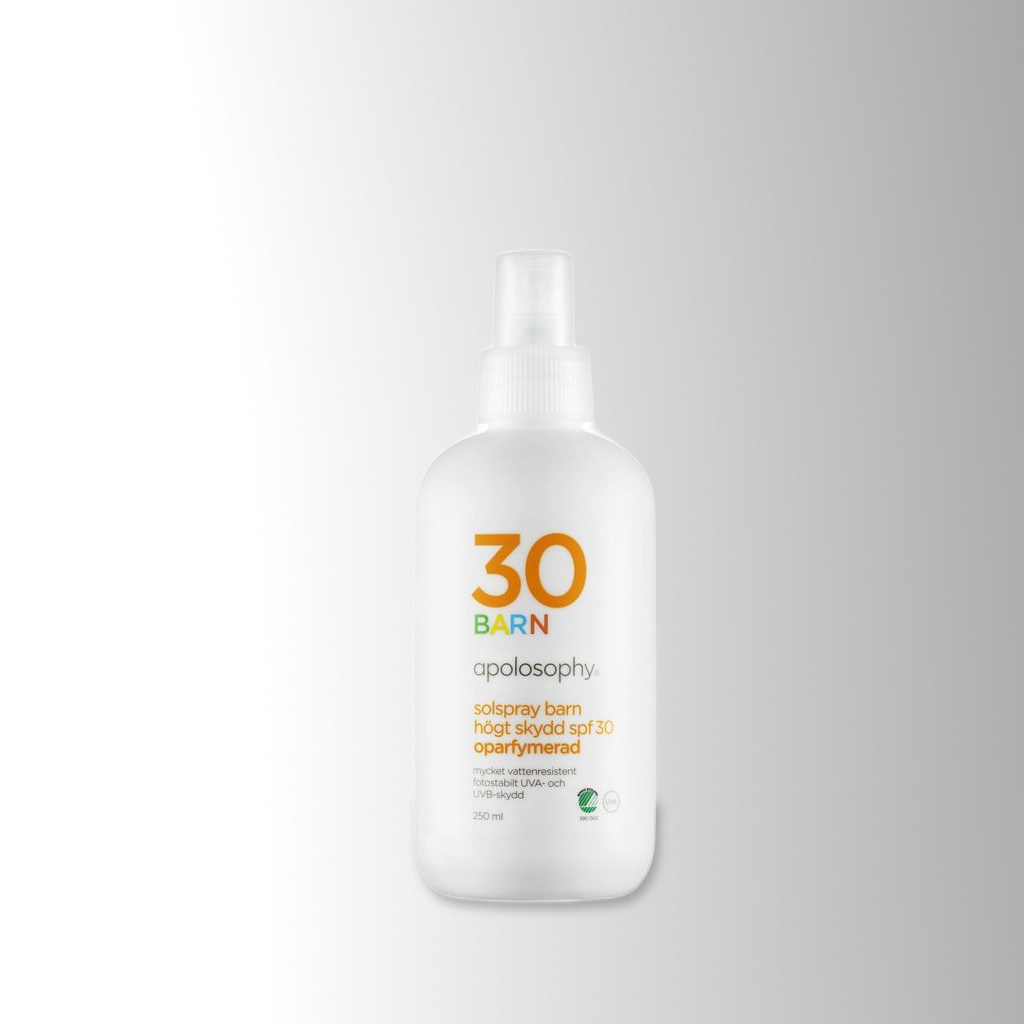 30
BARN
apolosophy
solspray barn
högt skydd spf 30
oparfymerad
mycket vattenresistent
fotostabilt UVA- och
UVB-skydd
250 ml
UVA